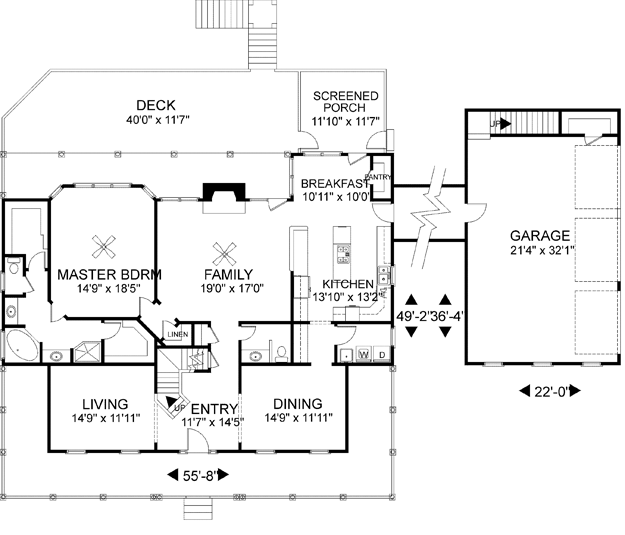 DECK
40'0" x 11'7"
SCREENED
PORCH
11'10" x 11'7"
UP
PANTRY
BREAKFAST
10'11" x 10'0"
GARAGE
21'4" x 32'1"
MASTER BDRM
14'9" x 18'5"
FAMILY
19'0" x 17'0"
KITCHEN
13'10" x 13'2"
49'-2"
36'-4"
LINEN
W
D
22'-0"
LIVING
14'9" x 11'11"
UP
ENTRY
11'7" x 14'5"
DINING
14'9" x 11'11"
55'-8"